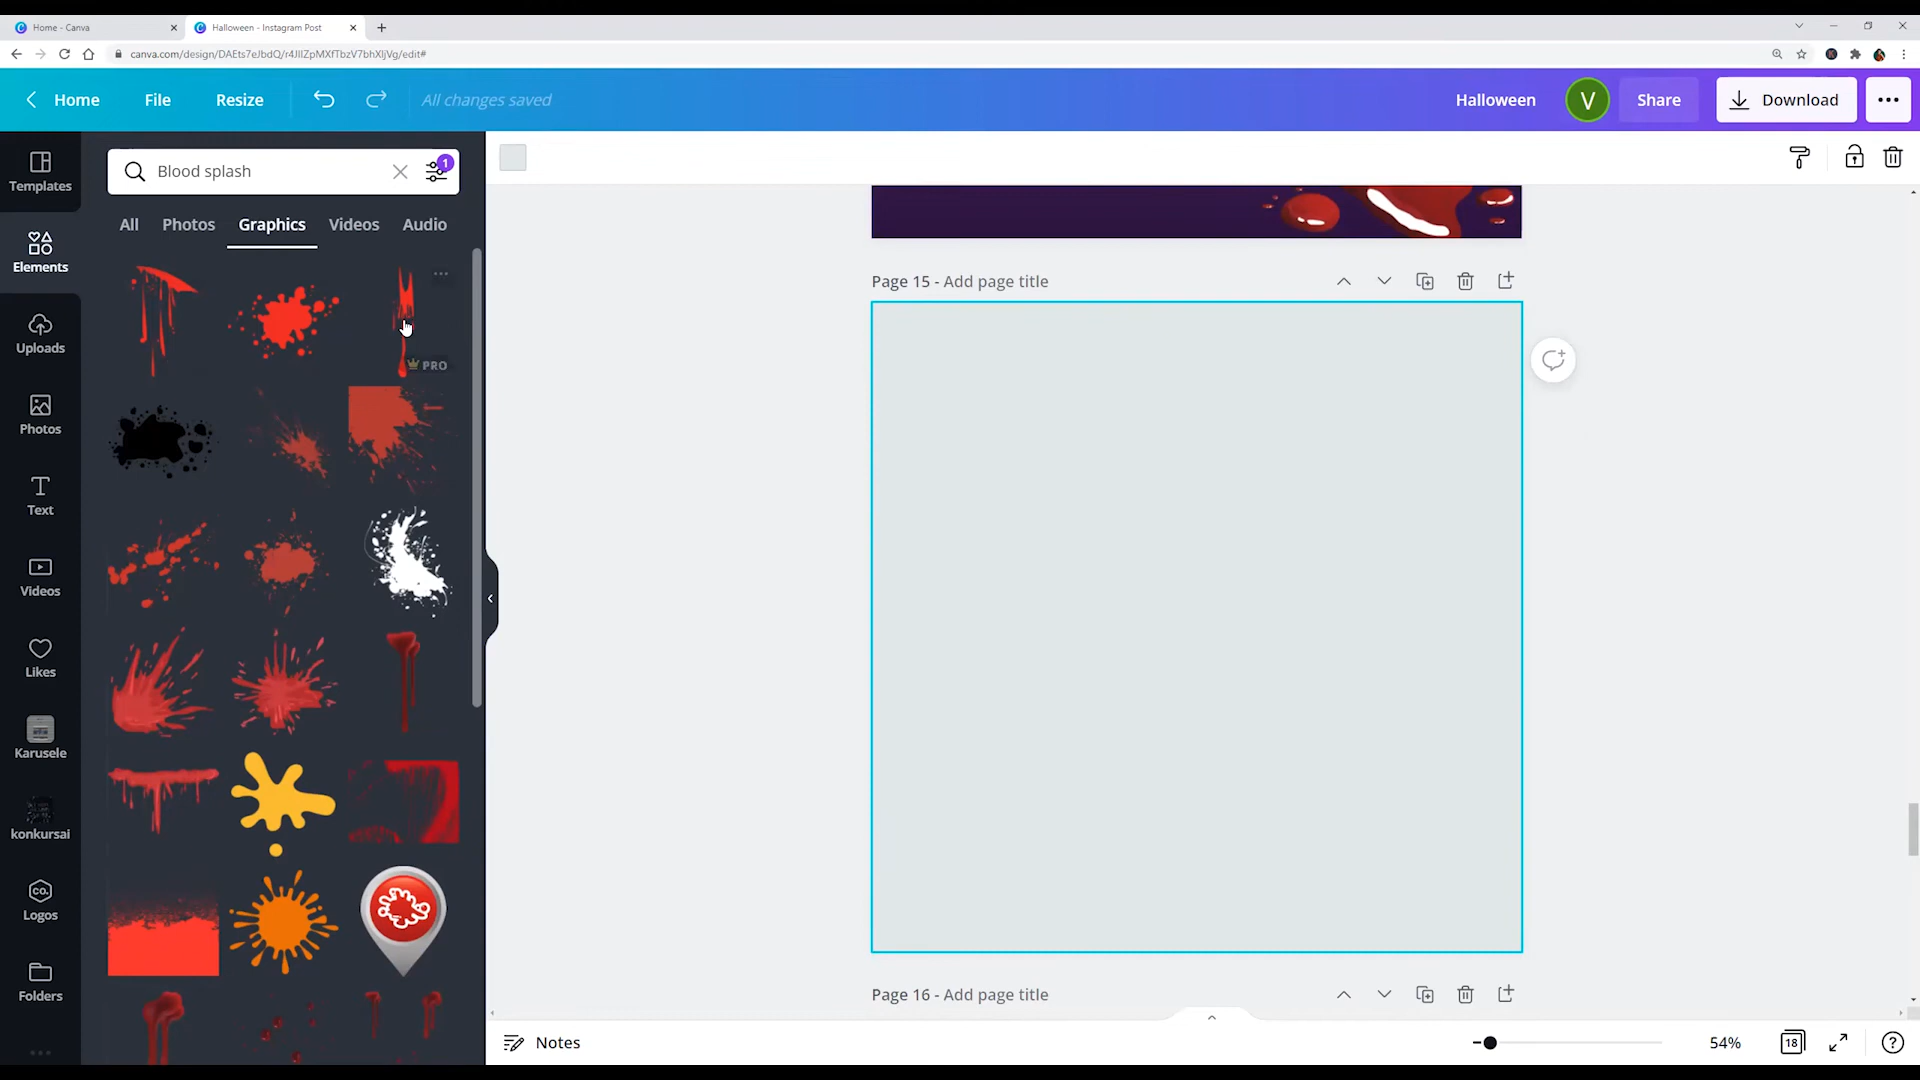 Home - Canva
Halloween - Instagram Post
canva.com/design/DAEts7eJbdQ/r4JIIZpMXfTbzV7bhXIjVg/edit#
Home File Resize All changes saved Halloween V Share Download
Templates
Elements
Uploads
Photos
Text
Videos
Likes
Karusele
konkursai
CO.
Logos
Folders
Blood splash
1
All Photos Graphics Videos Audio
PRO
Page 15 - Add page title
Page 16 - Add page title
Notes
54%
18
?